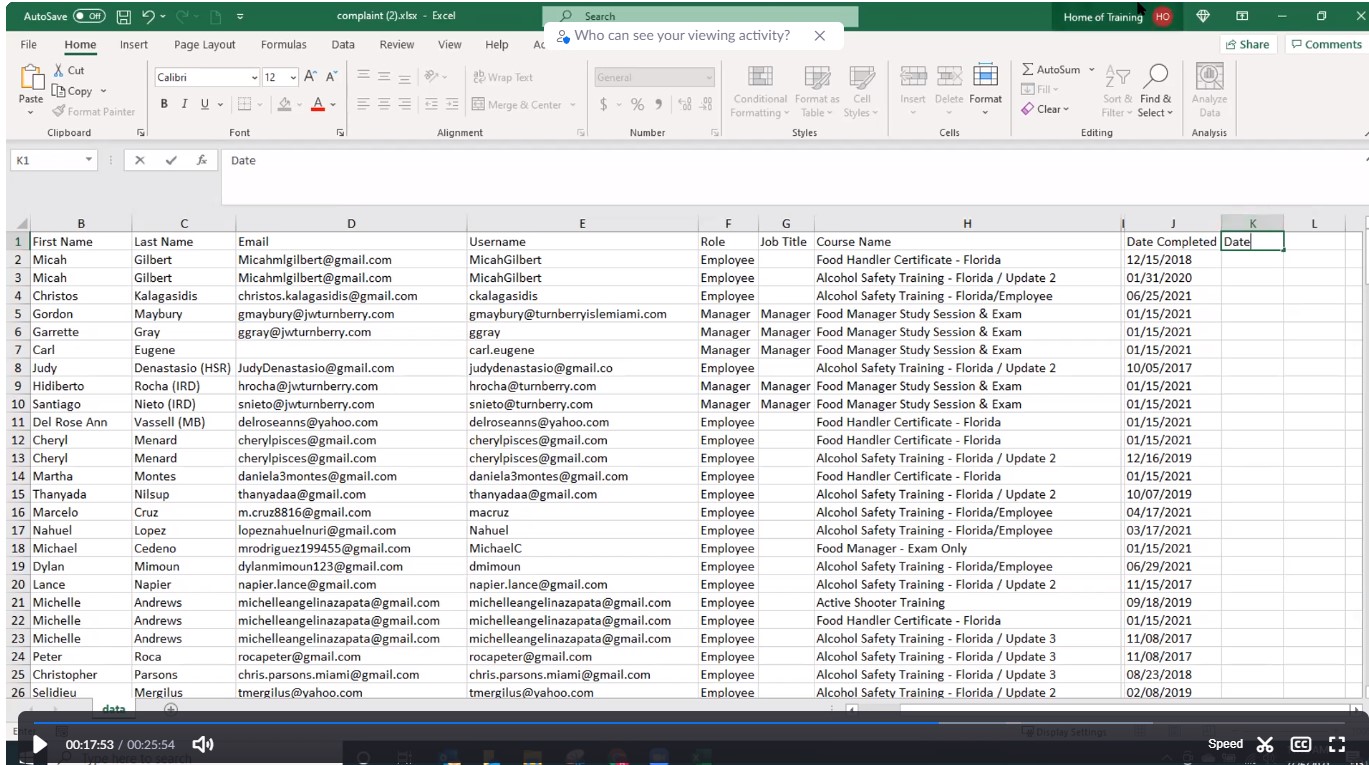 AutoSave Off complaint (2).xlsx - Excel Search Home of Training HO
Who can see your viewing activity?
File Home Insert Page Layout Formulas Data Review View Help Share Comments
Cut Calibri 12 Wrap Text General AutoSum
Copy Fill
Paste Format Painter B I U Merge & Center $ % Conditional Formatting Format as Table Cell Styles Insert Delete Format Clear Sort & Filter Find & Select Analyze Data
Clipboard Font Alignment Number Styles Cells Editing Analysis
K1 fx Date
B C D E F G H I J K L
1 First Name Last Name Email Username Role Job Title Course Name Date Completed Date
2 Micah Gilbert Micahmlgilbert@gmail.com MicahGilbert Employee Food Handler Certificate - Florida 12/15/2018
3 Micah Gilbert Micahmlgilbert@gmail.com MicahGilbert Employee Alcohol Safety Training - Florida / Update 2 01/31/2020
4 Christos Kalagasidis christos.kalagasidis@gmail.com ckalagasidis Employee Alcohol Safety Training - Florida/Employee 06/25/2021
5 Gordon Maybury gmaybury@jwturnberry.com gmaybury@turnberryislemiami.com Manager Manager Food Manager Study Session & Exam 01/15/2021
6 Garrette Gray ggray@jwturnberry.com ggray Manager Manager Food Manager Study Session & Exam 01/15/2021
7 Carl Eugene carl.eugene Manager Manager Food Manager Study Session & Exam 01/15/2021
8 Judy Denastasio (HSR) JudyDenastasio@gmail.com judydenastasio@gmail.co Employee Alcohol Safety Training - Florida / Update 2 10/05/2017
9 Hidiberto Rocha (IRD) hrocha@jwturnberry.com hrocha@turnberry.com Manager Manager Food Manager Study Session & Exam 01/15/2021
10 Santiago Nieto (IRD) snieto@jwturnberry.com snieto@turnberry.com Manager Manager Food Manager Study Session & Exam 01/15/2021
11 Del Rose Ann Vassell (MB) delroseanns@yahoo.com delroseanns@yahoo.com Employee Food Handler Certificate - Florida 01/15/2021
12 Cheryl Menard cherylpisces@gmail.com cherylpisces@gmail.com Employee Food Handler Certificate - Florida 01/15/2021
13 Cheryl Menard cherylpisces@gmail.com cherylpisces@gmail.com Employee Alcohol Safety Training - Florida / Update 2 12/16/2019
14 Martha Montes daniela3montes@gmail.com daniela3montes@gmail.com Employee Food Handler Certificate - Florida 01/15/2021
15 Thanyada Nilsup thanyadaa@gmail.com thanyadaa@gmail.com Employee Alcohol Safety Training - Florida / Update 2 10/07/2019
16 Marcelo Cruz m.cruz8816@gmail.com macruz Employee Alcohol Safety Training - Florida/Employee 04/17/2021
17 Nahuel Lopez lopeznahuelnuri@gmail.com Nahuel Employee Alcohol Safety Training - Florida/Employee 03/17/2021
18 Michael Cedeno mrodriguez199455@gmail.com MichaelC Employee Food Manager - Exam Only 01/15/2021
19 Dylan Mimoun dylanmimoun123@gmail.com dmimoun Employee Alcohol Safety Training - Florida/Employee 06/29/2021
20 Lance Napier napier.lance@gmail.com napier.lance@gmail.com Employee Alcohol Safety Training - Florida / Update 2 11/15/2017
21 Michelle Andrews michelleangelinazapata@gmail.com michelleangelinazapata@gmail.com Employee Active Shooter Training 09/18/2019
22 Michelle Andrews michelleangelinazapata@gmail.com michelleangelinazapata@gmail.com Employee Food Handler Certificate - Florida 01/15/2021
23 Michelle Andrews michelleangelinazapata@gmail.com michelleangelinazapata@gmail.com Employee Alcohol Safety Training - Florida / Update 3 11/08/2017
24 Peter Roca rocapeter@gmail.com rocapeter@gmail.com Employee Alcohol Safety Training - Florida / Update 3 11/08/2017
25 Christopher Parsons chris.parsons.miami@gmail.com chris.parsons.miami@gmail.com Employee Alcohol Safety Training - Florida / Update 3 08/23/2018
26 Selidieu Mergilus tmergilus@yahoo.com tmergilus@yahoo.com Employee Alcohol Safety Training - Florida / Update 2 02/08/2019
data
Display Settings
00:17:53 / 00:25:54 Speed CC
Type here to search